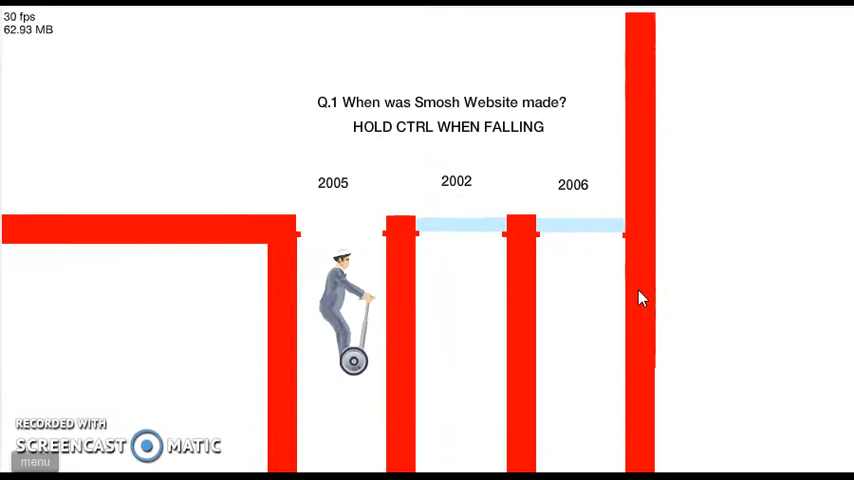 30 fps
62.93 MB
Q.1 When was Smosh Website made?
HOLD CTRL WHEN FALLING
2005 2002 2006
RECORDED WITH
SCREENCAST MATIC
menu